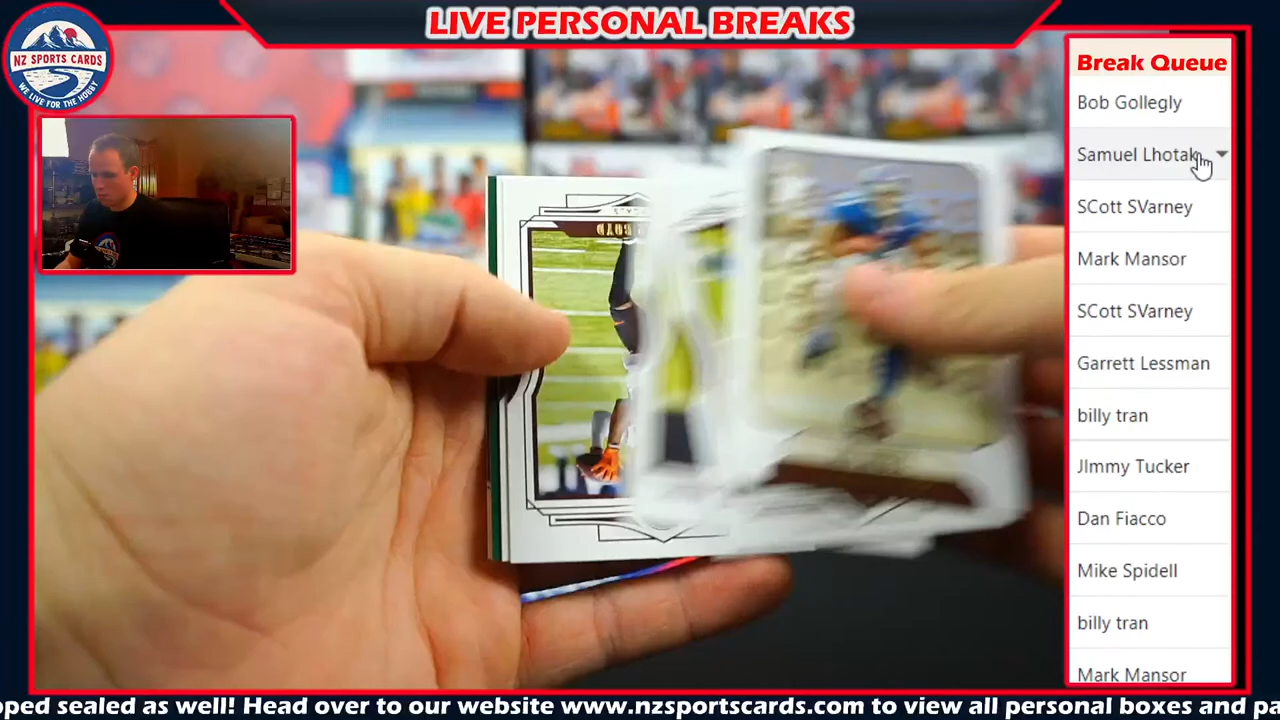 LIVE PERSONAL BREAKS
NZ SPORTS CARDS
WE LIVE FOR THE HOBBY
Break Queue
Bob Gollegly
Samuel Lhotak
SCott SVarney
Mark Mansor
SCott SVarney
Garrett Lessman
billy tran
JImmy Tucker
Dan Fiacco
Mike Spidell
billy tran
Mark Mansor
pped sealed as well! Head over to our website www.nzsportscards.com to view all personal boxes and pa